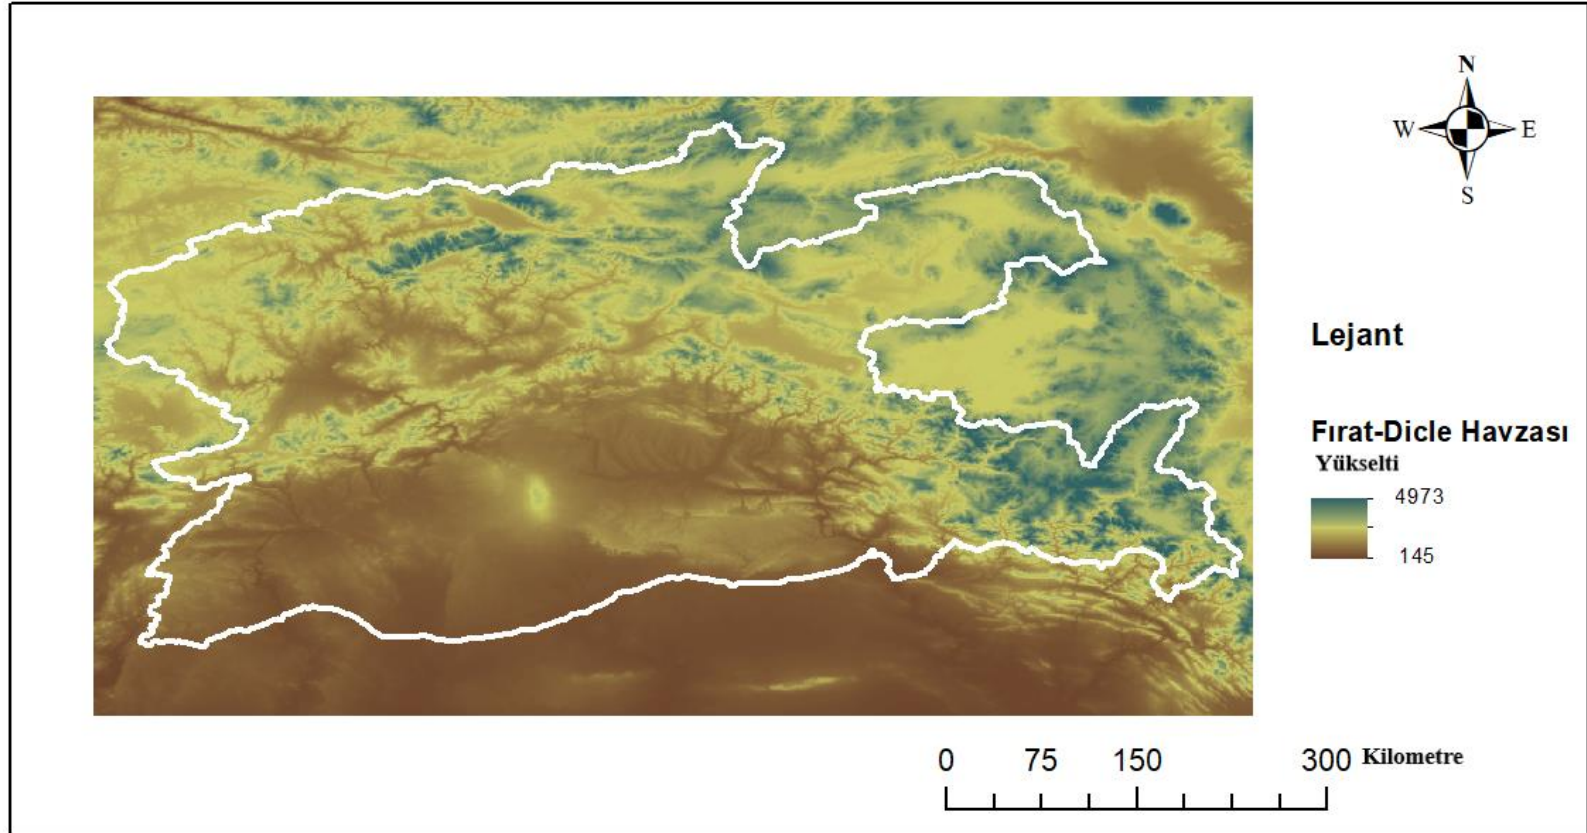 N
W E
S
Lejant
Fırat-Dicle Havzası
Yükselti
4973
145
0 75 150 300 Kilometre